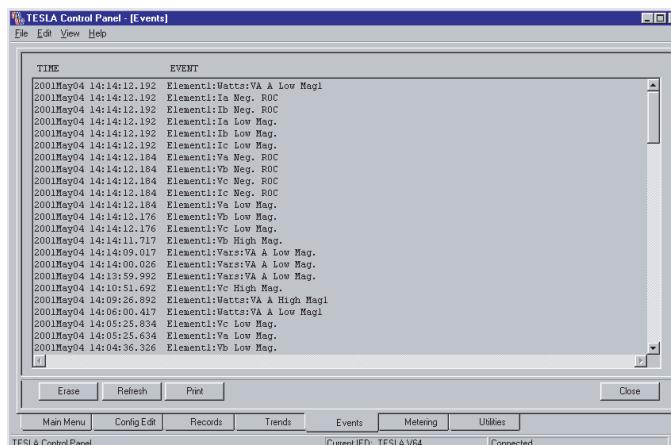 TESLA Control Panel - [Events]
File Edit View Help
TIME EVENT
2001May04 14:14:12.192 Element1:Watts:VA A Low Mag1
2001May04 14:14:12.192 Element1:Ia Neg. ROC
2001May04 14:14:12.192 Element1:Ib Neg. ROC
2001May04 14:14:12.192 Element1:Ia Low Mag.
2001May04 14:14:12.192 Element1:Ib Low Mag.
2001May04 14:14:12.192 Element1:Ic Low Mag.
2001May04 14:14:12.184 Element1:Va Neg. ROC
2001May04 14:14:12.184 Element1:Vb Neg. ROC
2001May04 14:14:12.184 Element1:Vc Neg. ROC
2001May04 14:14:12.184 Element1:Ic Neg. ROC
2001May04 14:14:12.184 Element1:Va Low Mag.
2001May04 14:14:12.176 Element1:Vb Low Mag.
2001May04 14:14:12.176 Element1:Vc Low Mag.
2001May04 14:14:11.717 Element1:Vb High Mag.
2001May04 14:14:09.017 Element1:Vars:VA A Low Mag.
2001May04 14:14:00.026 Element1:Vars:VA A Low Mag.
2001May04 14:13:59.992 Element1:Vars:VA A Low Mag.
2001May04 14:10:51.692 Element1:Vc High Mag.
2001May04 14:09:26.892 Element1:Watts:VA A High Mag1
2001May04 14:06:00.417 Element1:Watts:VA A Low Mag1
2001May04 14:05:25.834 Element1:Vc Low Mag.
2001May04 14:05:25.634 Element1:Va Low Mag.
2001May04 14:04:36.326 Element1:Vb Low Mag.
Erase Refresh Print Close
Main Menu Config Edit Records Trends Events Metering Utilities
TESLA Control Panel Current IED: TESLA V64 Connected